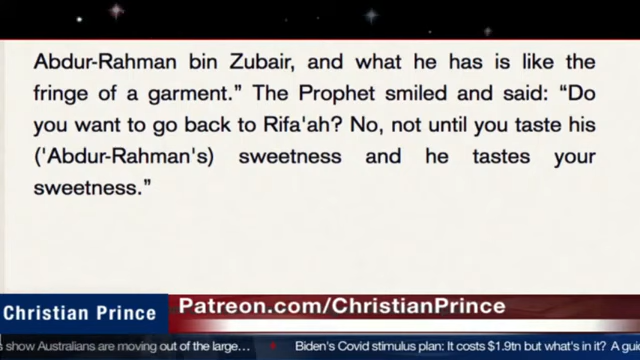 Abdur-Rahman bin Zubair, and what he has is like the
fringe of a garment.” The Prophet smiled and said: “Do
you want to go back to Rifa'ah? No, not until you taste his
('Abdur-Rahman's) sweetness and he tastes your
sweetness.”
Christian Prince
Patreon.com/ChristianPrince
s show Australians are moving out of the large... Biden's Covid stimulus plan: It costs $1.9tn but what's in it? A gui